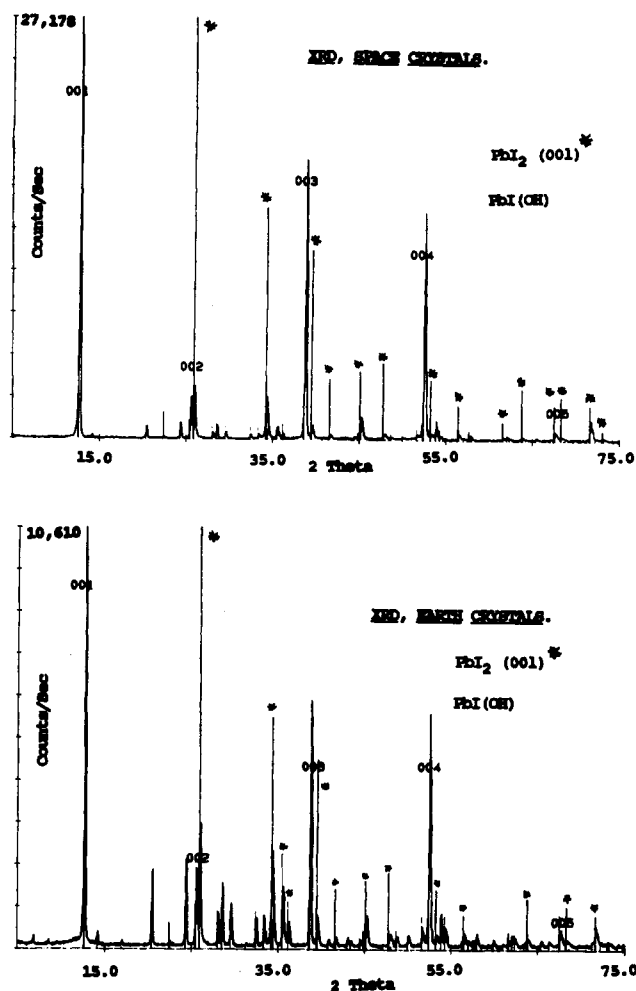 27,178
*
XRD, SPACE CRYSTALS.
001
PbI2 (001)*
003
*
*
PbI(OH)
Counts/Sec
004
002
* * * * * * * * * *
005
* *
15.0 35.0 55.0 75.0
2 Theta
10,610
*
001
XRD, EARTH CRYSTALS.
PbI2 (001)*
*
PbI(OH)
Counts/Sec
003
004
*
002
* * * * * * * * * *
005
*
15.0 35.0 55.0 75.0
2 Theta